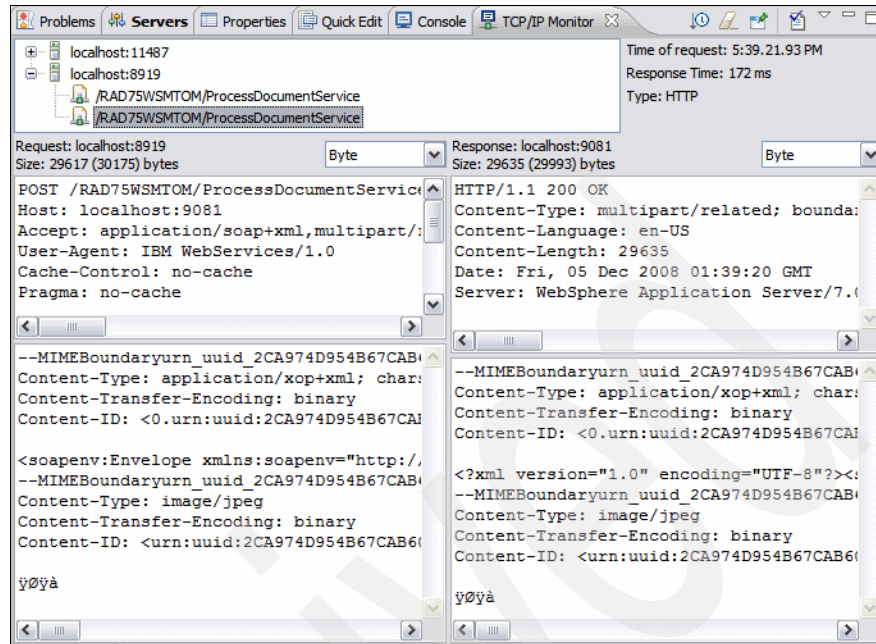 Problems Servers Properties Quick Edit Console TCP/IP Monitor
localhost:11487
localhost:8919
/RAD75WSMTOM/ProcessDocumentService
/RAD75WSMTOM/ProcessDocumentService
Time of request: 5:39.21.93 PM
Response Time: 172 ms
Type: HTTP
Request: localhost:8919
Size: 29617 (30175) bytes
Byte
Response: localhost:9081
Size: 29635 (29993) bytes
Byte
POST /RAD75WSMTOM/ProcessDocumentService
Host: localhost:9081
Accept: application/soap+xml,multipart/
User-Agent: IBM WebServices/1.0
Cache-Control: no-cache
Pragma: no-cache
HTTP/1.1 200 OK
Content-Type: multipart/related; bounda
Content-Language: en-US
Content-Length: 29635
Date: Fri, 05 Dec 2008 01:39:20 GMT
Server: WebSphere Application Server/7.
--MIMEBoundaryurn_uuid_2CA974D954B67CAB
Content-Type: application/xop+xml; chars
Content-Transfer-Encoding: binary
Content-ID: <0.urn:uuid:2CA974D954B67CA
<soapenv:Envelope xmlns:soapenv="http:/
--MIMEBoundaryurn_uuid_2CA974D954B67CAB
Content-Type: image/jpeg
Content-Transfer-Encoding: binary
Content-ID: <urn:uuid:2CA974D954B67CAB6
ÿØÿà
--MIMEBoundaryurn_uuid_2CA974D954B67CAB
Content-Type: application/xop+xml; chars
Content-Transfer-Encoding: binary
Content-ID: <0.urn:uuid:2CA974D954B67CA
<?xml version="1.0" encoding="UTF-8"?><s
--MIMEBoundaryurn_uuid_2CA974D954B67CAB
Content-Type: image/jpeg
Content-Transfer-Encoding: binary
Content-ID: <urn:uuid:2CA974D954B67CAB6
ÿØÿà